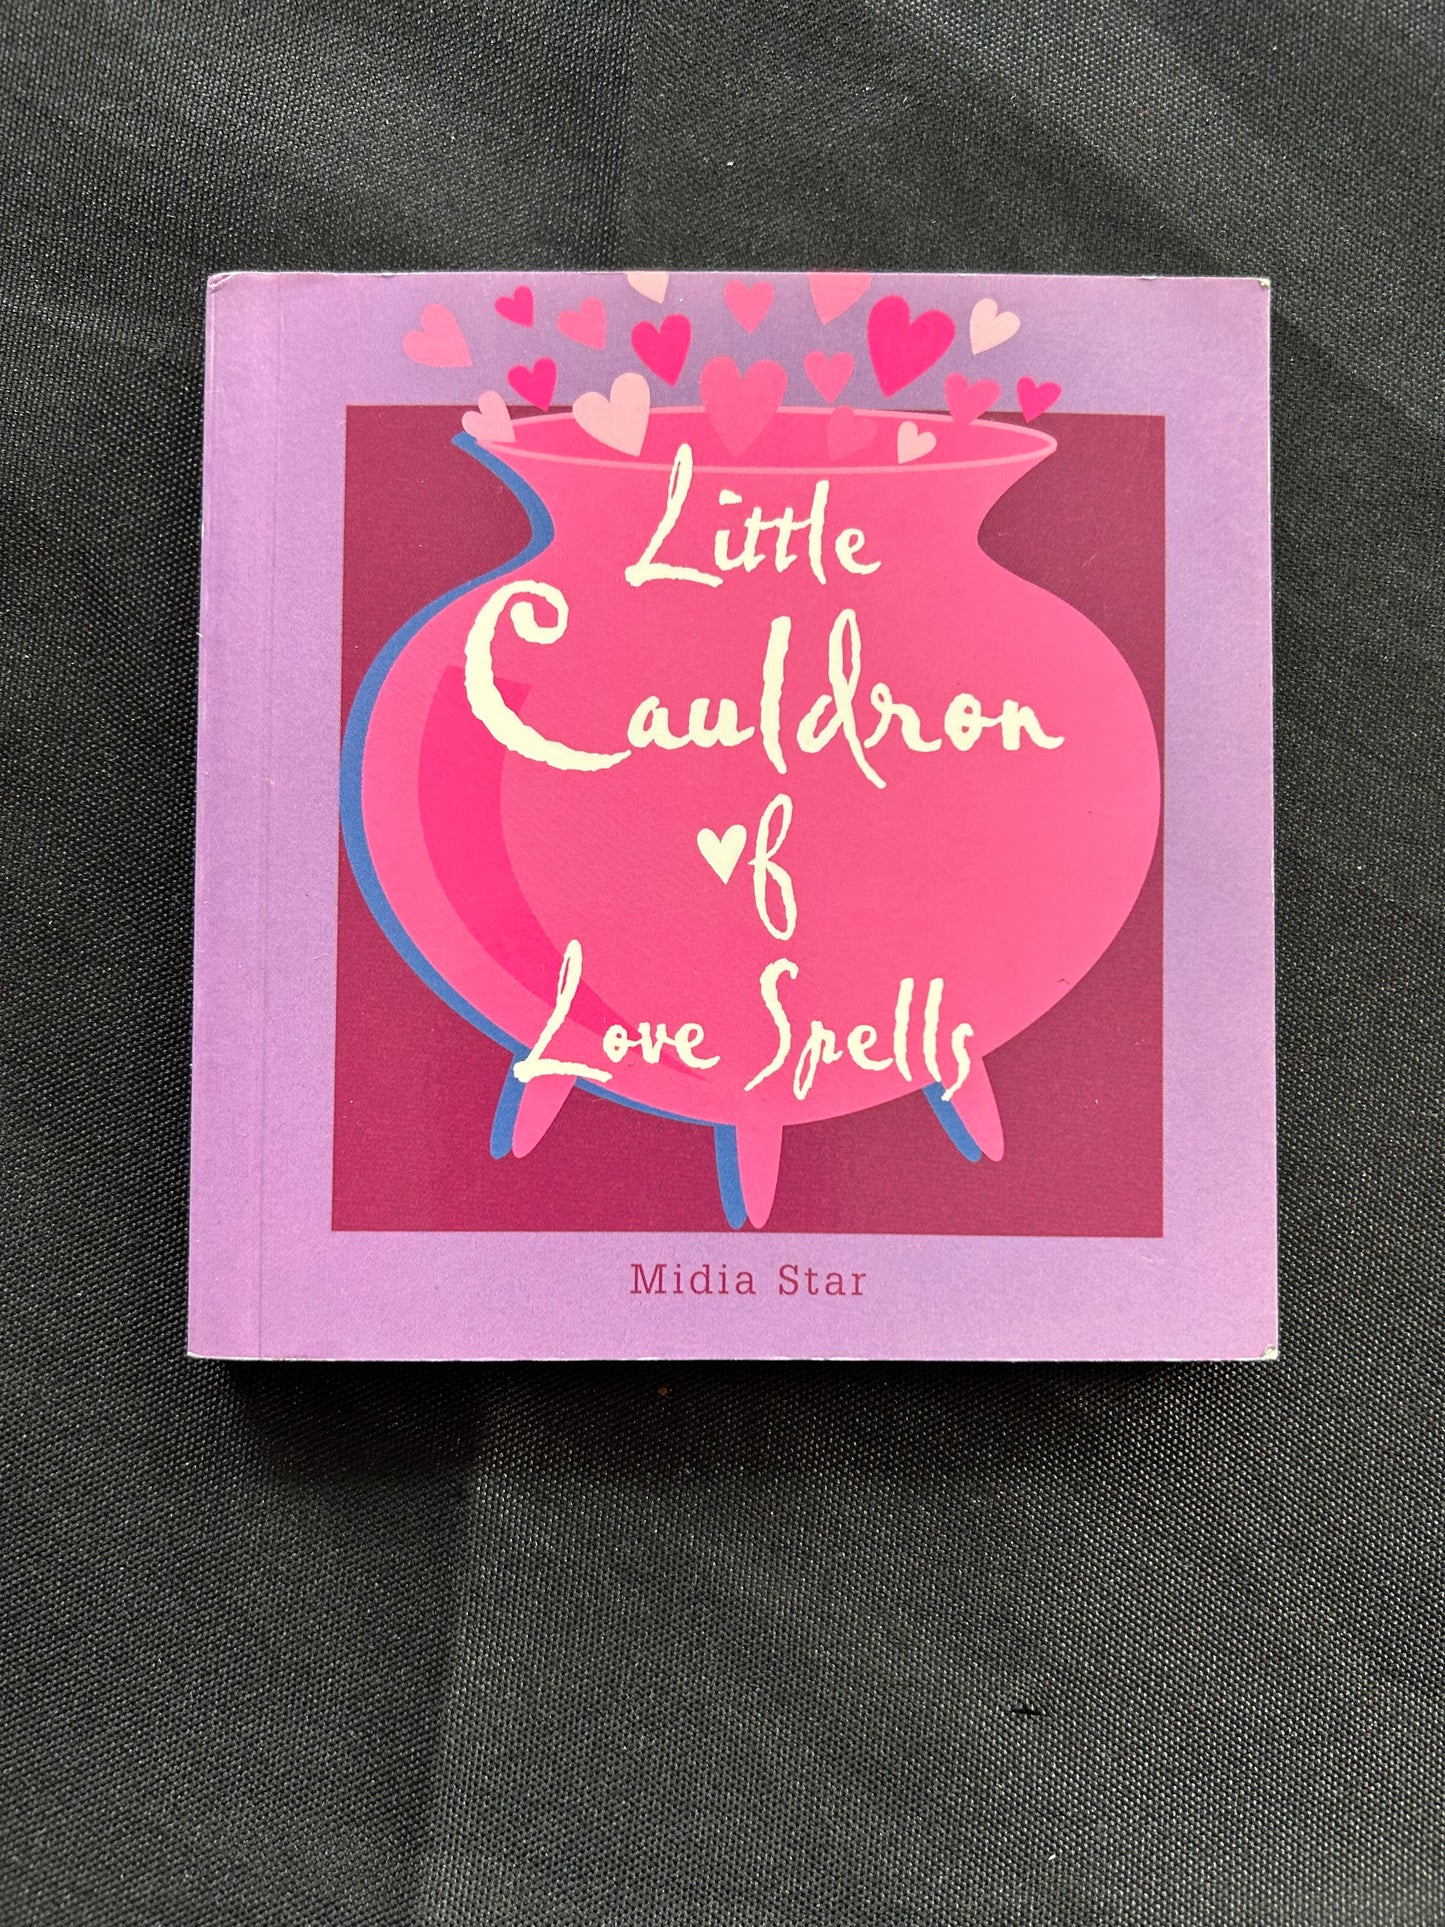 Little
Cauldron
of
Love Spells
Midia Star